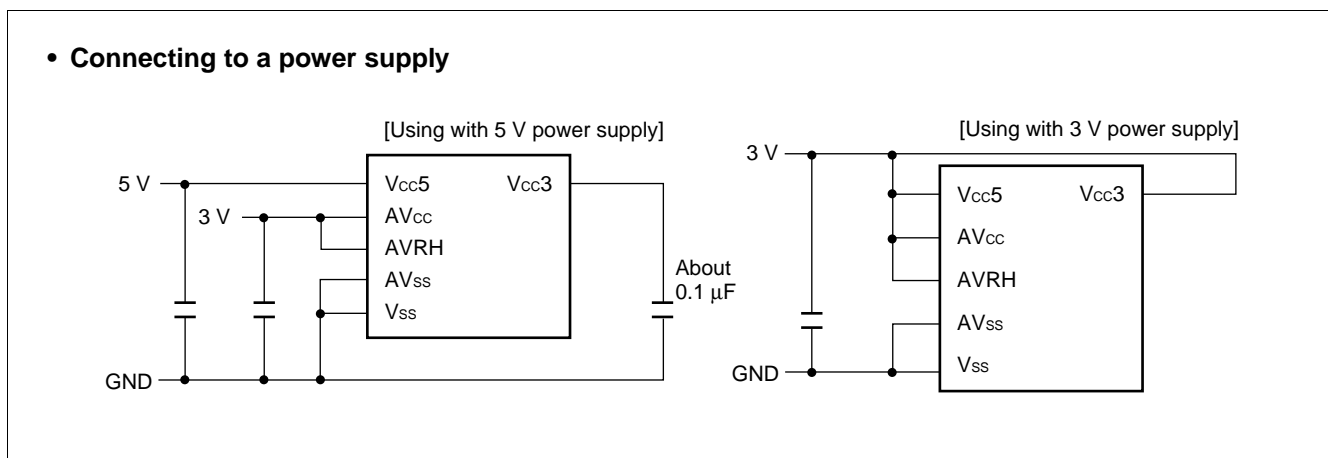 • Connecting to a power supply
[Using with 5 V power supply]
5 V
3 V
GND
VCC5
VCC3
AVCC
AVRH
AVSS
VSS
About
0.1 μF
[Using with 3 V power supply]
3 V
GND
VCC5
VCC3
AVCC
AVRH
AVSS
VSS